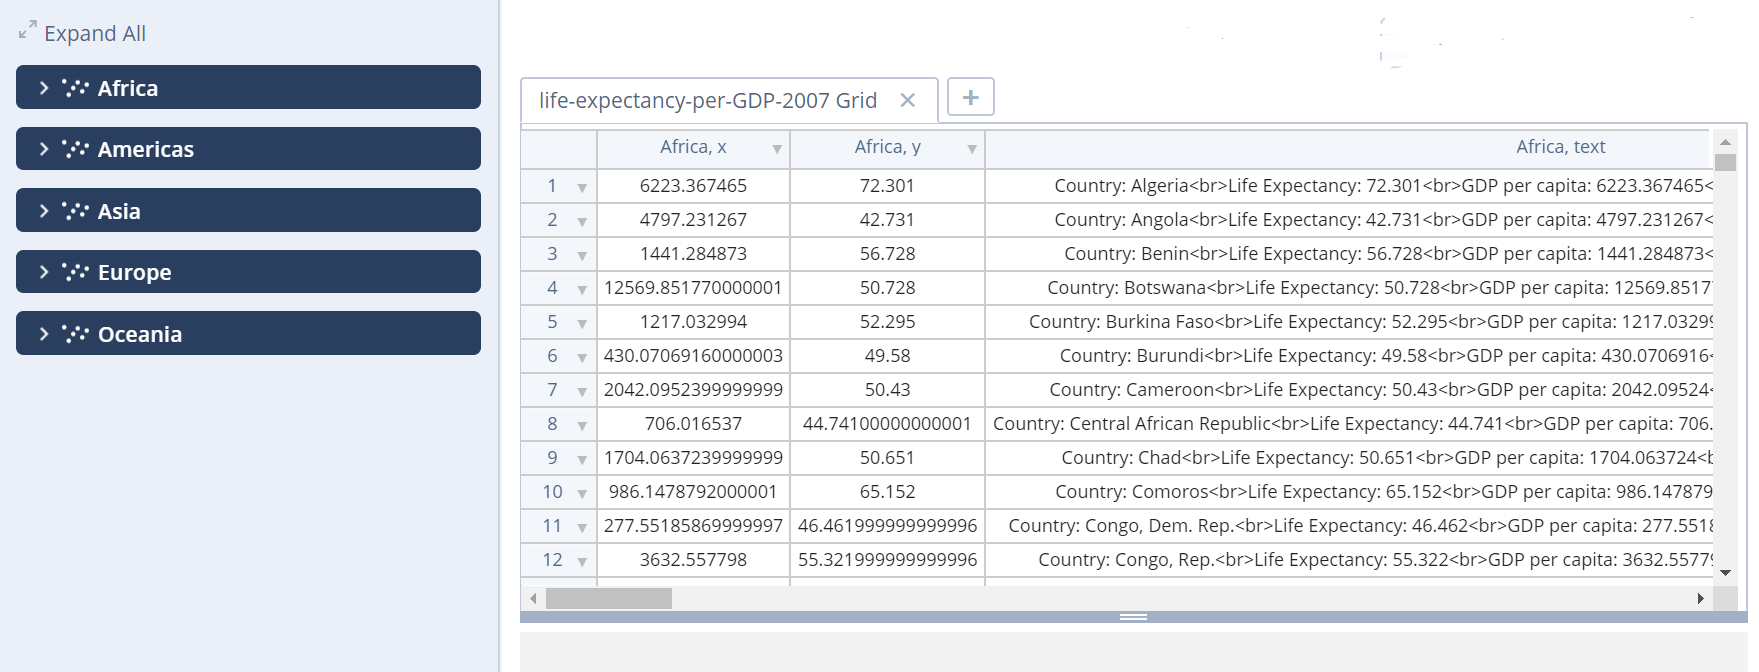 Expand All
Africa
Americas
Asia
Europe
Oceania
life-expectancy-per-GDP-2007 Grid
Africa, x Africa, y Africa, text
1 6223.367465 72.301 Country: Algeria<br>Life Expectancy: 72.301<br>GDP per capita: 6223.367465<
2 4797.231267 42.731 Country: Angola<br>Life Expectancy: 42.731<br>GDP per capita: 4797.231267<
3 1441.284873 56.728 Country: Benin<br>Life Expectancy: 56.728<br>GDP per capita: 1441.284873<
4 12569.851770000001 50.728 Country: Botswana<br>Life Expectancy: 50.728<br>GDP per capita: 12569.8517
5 1217.032994 52.295 Country: Burkina Faso<br>Life Expectancy: 52.295<br>GDP per capita: 1217.03299
6 430.07069160000003 49.58 Country: Burundi<br>Life Expectancy: 49.58<br>GDP per capita: 430.0706916<
7 2042.0952399999999 50.43 Country: Cameroon<br>Life Expectancy: 50.43<br>GDP per capita: 2042.09524<
8 706.016537 44.74100000000001 Country: Central African Republic<br>Life Expectancy: 44.741<br>GDP per capita: 706.
9 1704.0637239999999 50.651 Country: Chad<br>Life Expectancy: 50.651<br>GDP per capita: 1704.063724<b
10 986.1478792000001 65.152 Country: Comoros<br>Life Expectancy: 65.152<br>GDP per capita: 986.147879
11 277.55185869999997 46.461999999999996 Country: Congo, Dem. Rep.<br>Life Expectancy: 46.462<br>GDP per capita: 277.5518
12 3632.557798 55.321999999999996 Country: Congo, Rep.<br>Life Expectancy: 55.322<br>GDP per capita: 3632.55779